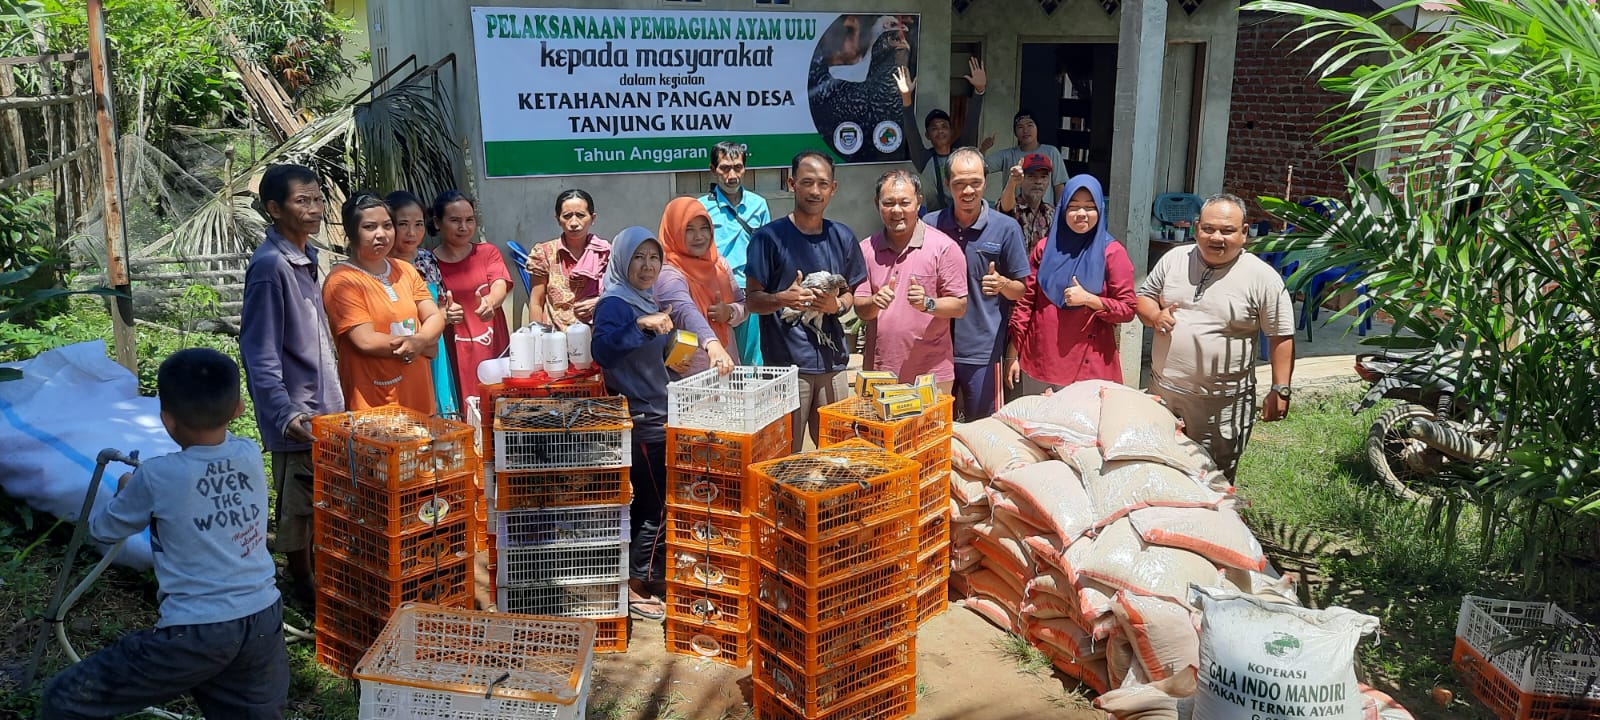 PELAKSANAAN PEMBAGIAN AYAM ULU
kepada masyarakat
dalam kegiatan
KETAHANAN PANGAN DESA
TANJUNG KUAW
Tahun Anggaran
ALL
OVER
THE
WORLD
KOPERASI
GALA INDO MANDIRI
PAKAN TERNAK AYAM